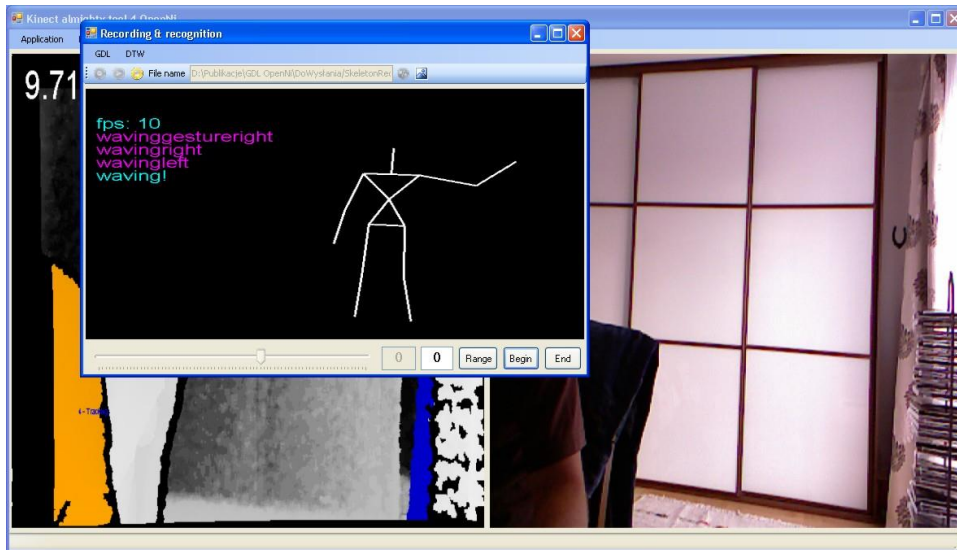 Kinect almighty tool 4 OpenNi
Application
Recording & recognition
GDL DTW
File name D:\Publikacje\GDL OpenNi\DoWyslania/SkeletonRec
9.71
fps: 10
wavinggestureright
wavingright
wavingleft
waving!
0 0 Range Begin End